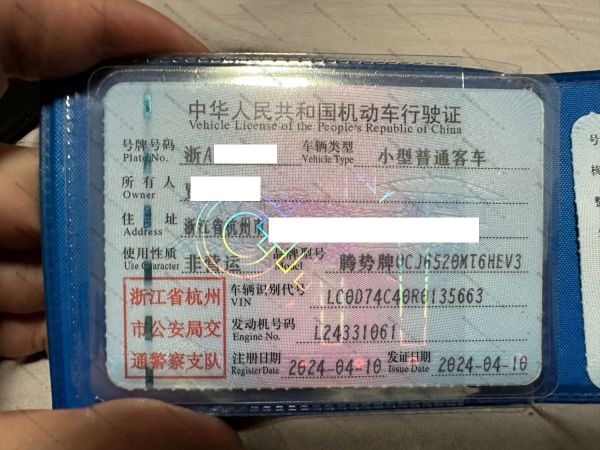 中华人民共和国机动车行驶证
Vehicle License of the People's Republic of China
号牌号码 浙A 车辆类型 小型普通客车
Plate No. Vehicle Type
所有人
Owner
住址 浙江省杭州市
Address
使用性质 非营运 品牌型号 腾势牌QCJ6520MT6HEV3
Use Character Model
浙江省杭州 车辆识别代号 LC0D74C40R0135663
VIN
市公安局交 发动机号码 L24331061
Engine No.
通警察支队 注册日期 2024-04-10 发证日期 2024-04-10
Register Date Issue Date